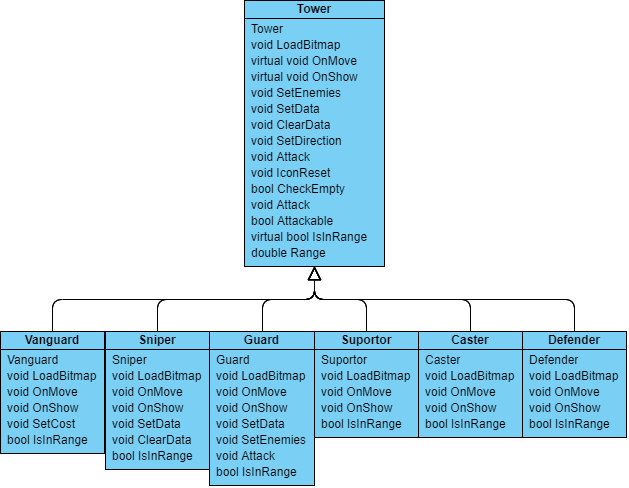 Tower
Tower
void LoadBitmap
virtual void OnMove
virtual void OnShow
void SetEnemies
void SetData
void ClearData
void SetDirection
void Attack
void IconReset
bool CheckEmpty
void Attack
bool Attackable
virtual bool IsInRange
double Range
Vanguard
Vanguard
void LoadBitmap
void OnMove
void OnShow
void SetCost
bool IsInRange
Sniper
Sniper
void LoadBitmap
void OnMove
void OnShow
void SetData
void ClearData
bool IsInRange
Guard
Guard
void LoadBitmap
void OnMove
void OnShow
void SetData
void SetEnemies
void Attack
bool IsInRange
Suportor
Suportor
void LoadBitmap
void OnMove
void OnShow
bool IsInRange
Caster
Caster
void LoadBitmap
void OnMove
void OnShow
bool IsInRange
Defender
Defender
void LoadBitmap
void OnMove
void OnShow
bool IsInRange